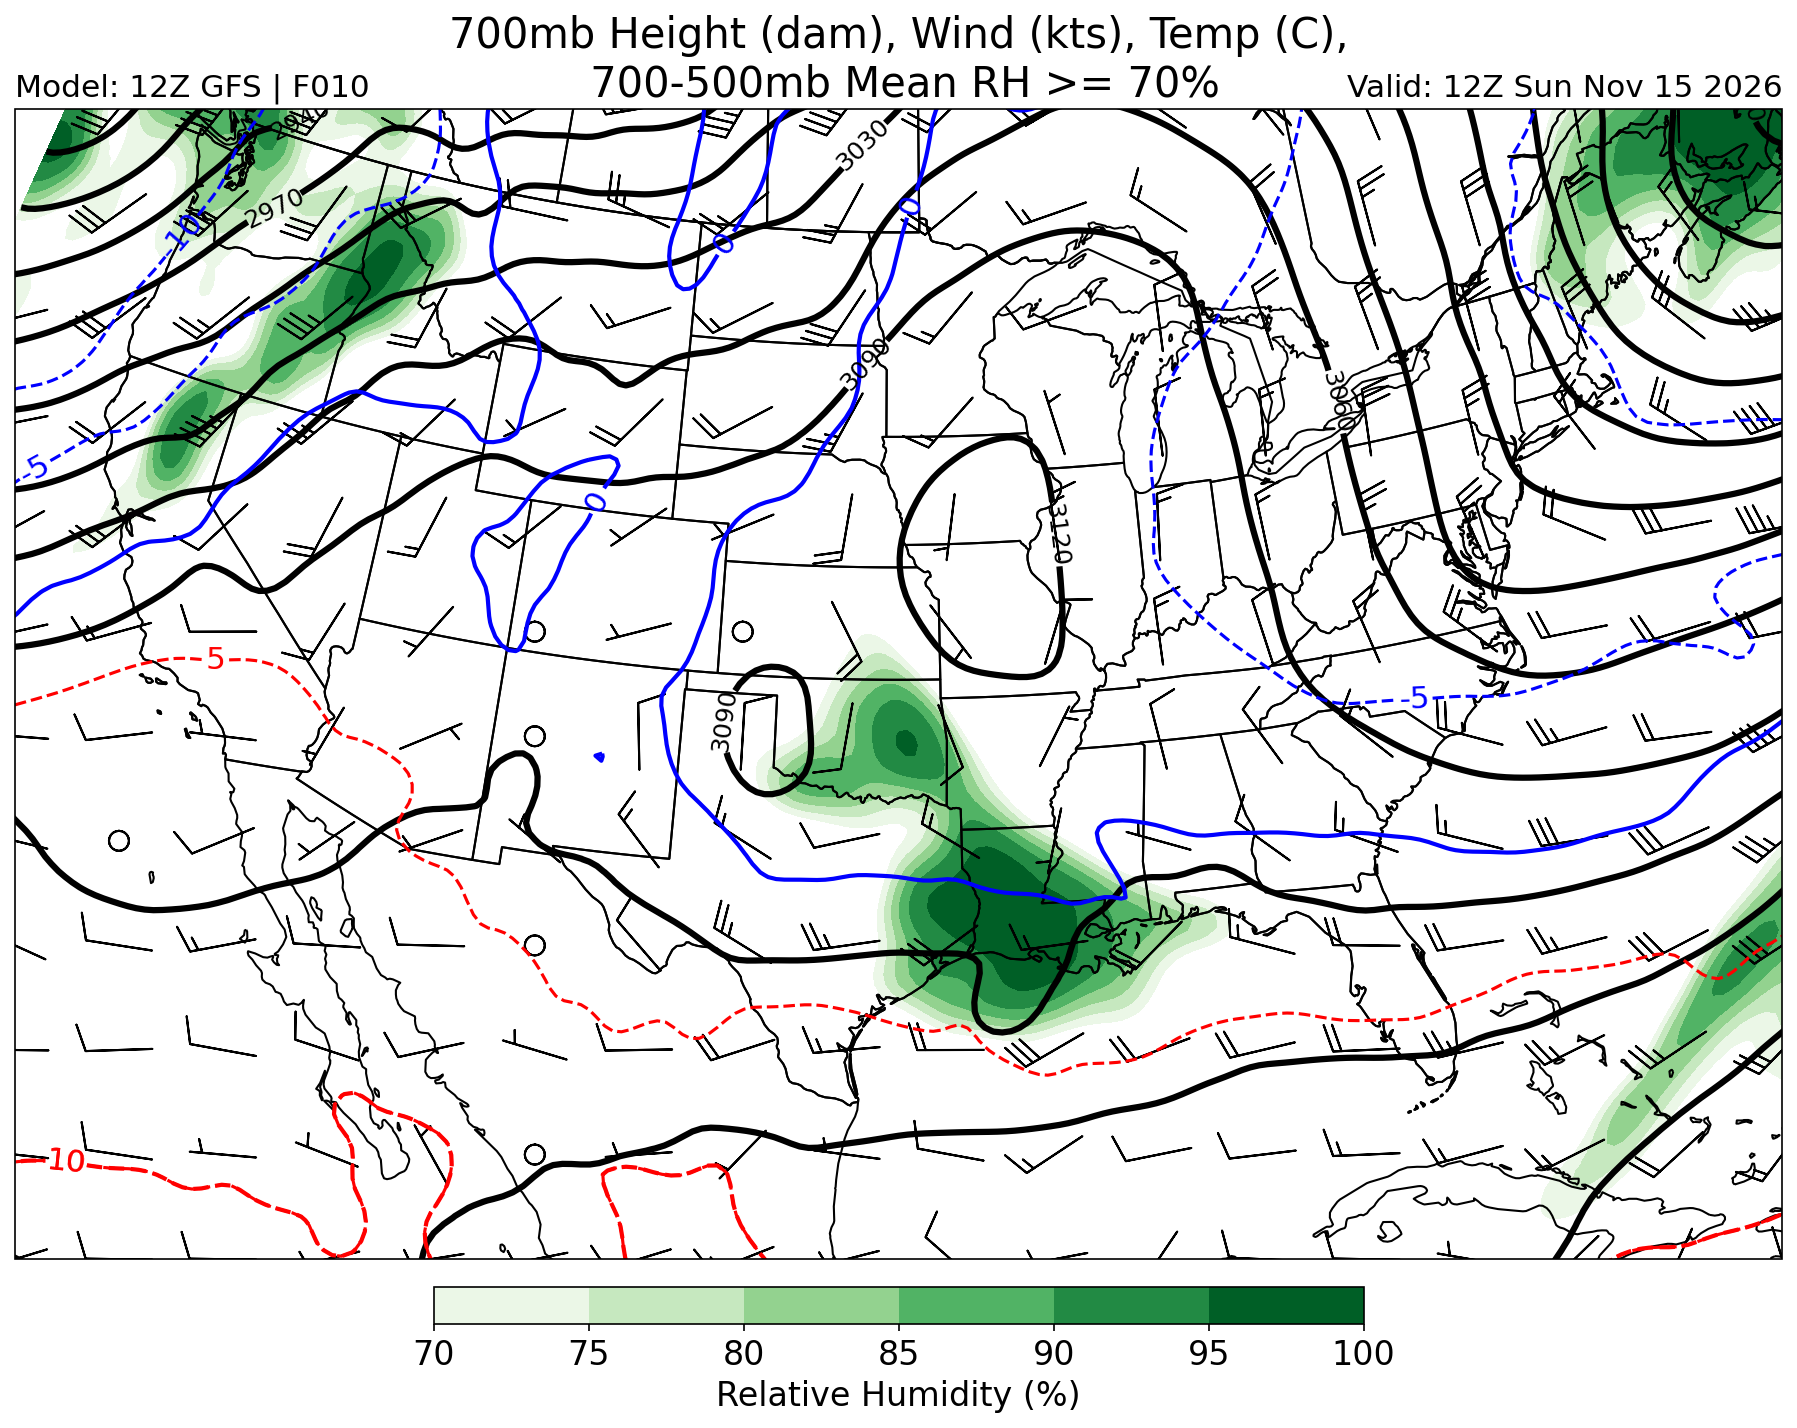 700mb Height (dam), Wind (kts), Temp (C),
700-500mb Mean RH >= 70%
Model: 12Z GFS | F010
Valid: 12Z Sun Nov 15 2026
2940
3030
2970
-10
0
0
3090
3060
-5
0
3120
5
3090
-5
10
70 75 80 85 90 95 100
Relative Humidity (%)